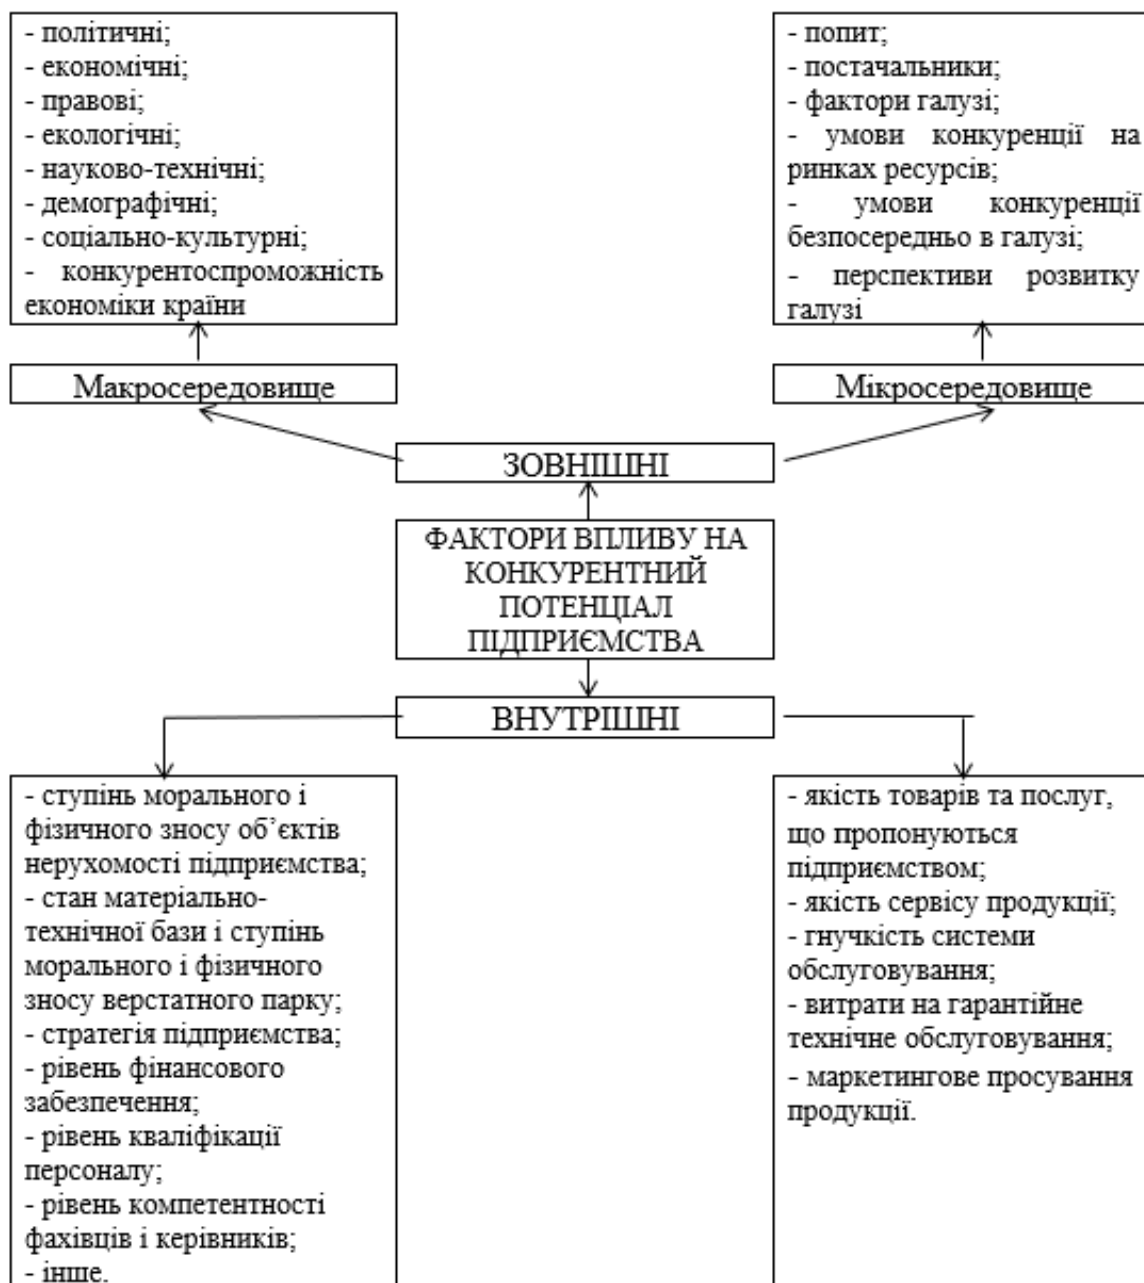 - політичні;
- економічні;
- правові;
- екологічні;
- науково-технічні;
- демографічні;
- соціально-культурні;
- конкурентоспроможність
економіки країни
- попит;
- постачальники;
- фактори галузі;
- умови конкуренції на
ринках ресурсів;
- умови конкуренції
безпосередньо в галузі;
- перспективи розвитку
галузі
Макросередовище
Мікросередовище
ЗОВНІШНІ
ФАКТОРИ ВПЛИВУ НА
КОНКУРЕНТНИЙ
ПОТЕНЦІАЛ
ПІДПРИЄМСТВА
ВНУТРІШНІ
- ступінь морального і
фізичного зносу об’єктів
нерухомості підприємства;
- стан матеріально-
технічної бази і ступінь
морального і фізичного
зносу верстатного парку;
- стратегія підприємства;
- рівень фінансового
забезпечення;
- рівень кваліфікації
персоналу;
- рівень компетентності
фахівців і керівників;
- інше.
- якість товарів та послуг,
що пропонуються
підприємством;
- якість сервісу продукції;
- гнучкість системи
обслуговування;
- витрати на гарантійне
технічне обслуговування;
- маркетингове просування
продукції.